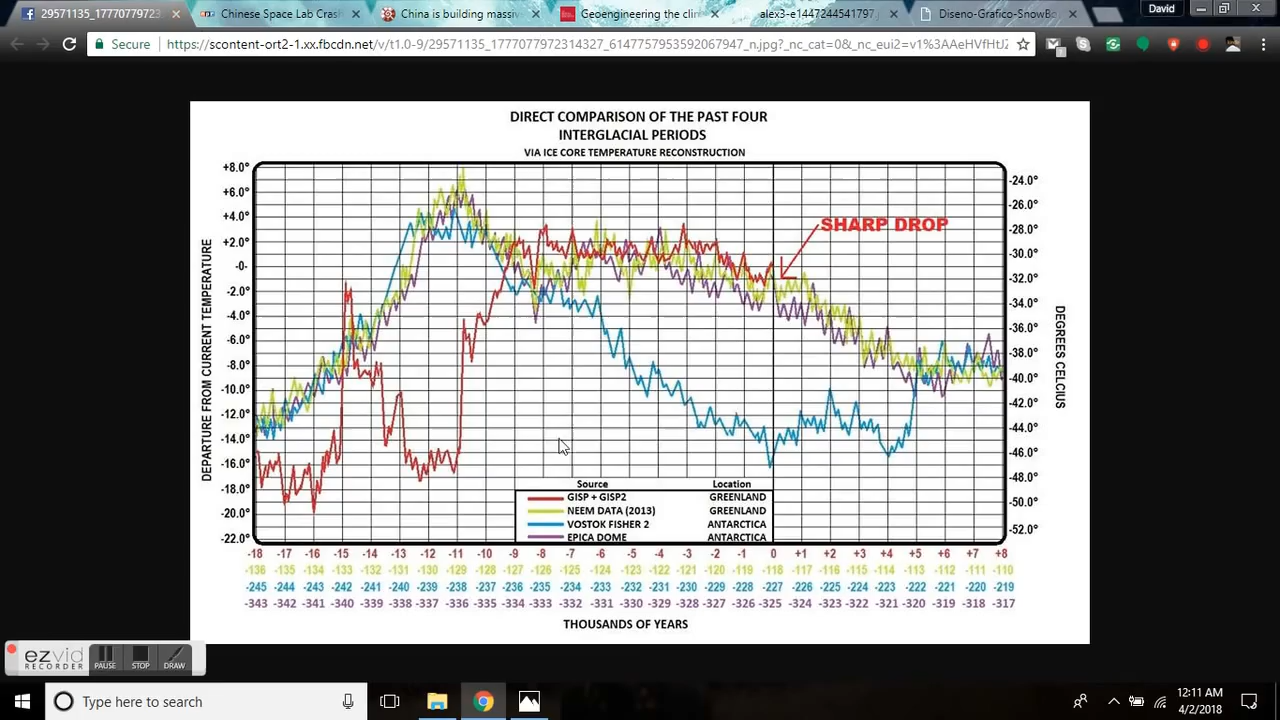 29571135_17770779723
Chinese Space Lab Crash
China is building massiv
Geoengineering the clim
alex3-e1447244541797.j
Diseno-Grafico-SnowBo
David
Secure
https://scontent-ort2-1.xx.fbcdn.net/v/t1.0-9/29571135_1777077972314327_6147757953592067947_n.jpg?_nc_cat=0&_nc_eui2=v1%3AAeHVfHtJ2
1
DIRECT COMPARISON OF THE PAST FOUR
INTERGLACIAL PERIODS
VIA ICE CORE TEMPERATURE RECONSTRUCTION
DEPARTURE FROM CURRENT TEMPERATURE
+8.0°
+6.0°
+4.0°
+2.0°
-0-
-2.0°
-4.0°
-6.0°
-8.0°
-10.0°
-12.0°
-14.0°
-16.0°
-18.0°
-20.0°
-22.0°
SHARP DROP
-24.0°
-26.0°
-28.0°
-30.0°
-32.0°
-34.0°
-36.0°
-38.0°
-40.0°
-42.0°
-44.0°
-46.0°
-48.0°
-50.0°
-52.0°
DEGREES CELCIUS
Source Location
GISP + GISP2 GREENLAND
NEEM DATA (2013) GREENLAND
VOSTOK FISHER 2 ANTARCTICA
EPICA DOME ANTARCTICA
-18 -17 -16 -15 -14 -13 -12 -11 -10 -9 -8 -7 -6 -5 -4 -3 -2 -1 0 +1 +2 +3 +4 +5 +6 +7 +8
-136 -135 -134 -133 -132 -131 -130 -129 -128 -127 -126 -125 -124 -123 -122 -121 -120 -119 -118 -117 -116 -115 -114 -113 -112 -111 -110
-245 -244 -243 -242 -241 -240 -239 -238 -237 -236 -235 -234 -233 -232 -231 -230 -229 -228 -227 -226 -225 -224 -223 -222 -221 -220 -219
-343 -342 -341 -340 -339 -338 -337 -336 -335 -334 -333 -332 -331 -330 -329 -328 -327 -326 -325 -324 -323 -322 -321 -320 -319 -318 -317
THOUSANDS OF YEARS
ezvid
RECORDER
PAUSE
STOP
DRAW
Type here to search
12:11 AM
4/2/2018